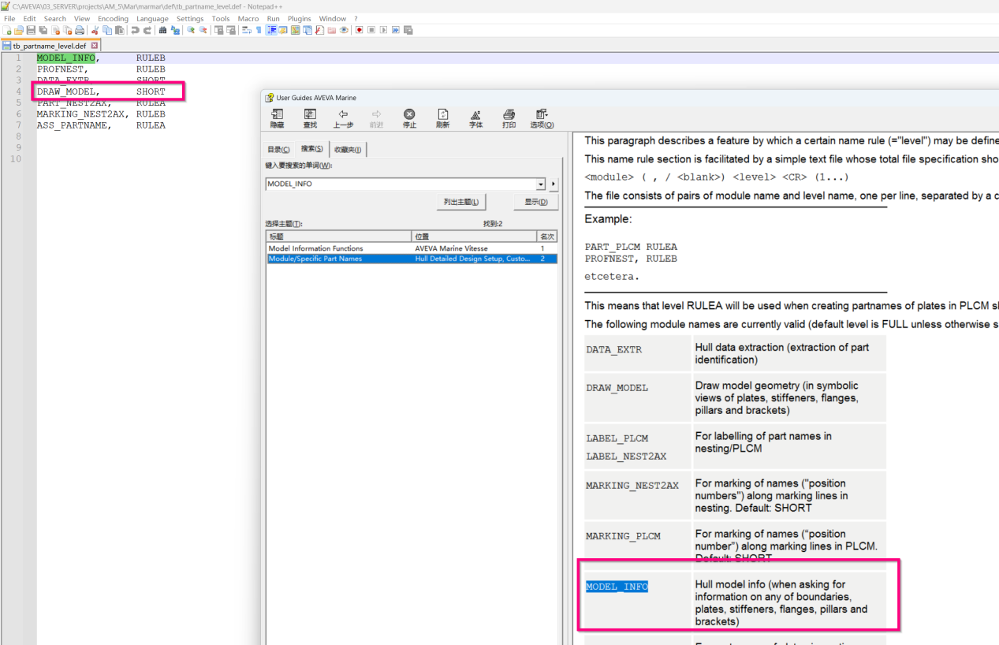 C:\AVEVA\03_SERVER\projects\AM_5\Mar\marmar\def\tb_partname_level.def - Notepad++
File Edit Search View Encoding Language Settings Tools Macro Run Plugins Window ?
tb_partname_level.def
1 MODEL_INFO, RULEB
2 PROFNEST, RULEB
3 DATA_EXTR, SHORT
4 DRAW_MODEL, SHORT
5 PART_NEST2AX, RULEA
6 MARKING_NEST2AX, RULEB
7 ASS_PARTNAME, RULEA
8
9
10
User Guides AVEVA Marine
隐藏 查找 上一步 前进 停止 刷新 字体 打印 选项(O)
目录(C) 搜索(S) 收藏夹(I)
键入要搜索的单词(W):
MODEL_INFO
列出主题(L) 显示(D)
选择主题(T): 找到:2
标题 位置 名次
Model Information Functions AVEVA Marine Vitesse 1
Module/Specific Part Names Hull Detailed Design Setup, Custo... 2
This paragraph describes a feature by which a certain name rule (="level") may be define
This name rule section is facilitated by a simple text file whose total file specification sho
<module> ( , / <blank>) <level> <CR> (1...)
The file consists of pairs of module name and level name, one per line, separated by a c
Example:
PART_PLCM RULEA
PROFNEST, RULEB
etcetera.
This means that level RULEA will be used when creating partnames of plates in PLCM sl
The following module names are currently valid (default level is FULL unless otherwise s
DATA_EXTR Hull data extraction (extraction of part
identification)
DRAW_MODEL Draw model geometry (in symbolic
views of plates, stiffeners, flanges,
pillars and brackets)
LABEL_PLCM For labelling of part names in
LABEL_NEST2AX nesting/PLCM
MARKING_NEST2AX For marking of names ("position
numbers") along marking lines in
nesting. Default: SHORT
MARKING_PLCM For marking of names (“position
number”) along marking lines in PLCM.
Default: SHORT
MODEL_INFO Hull model info (when asking for
information on any of boundaries,
plates, stiffeners, flanges, pillars and
brackets)